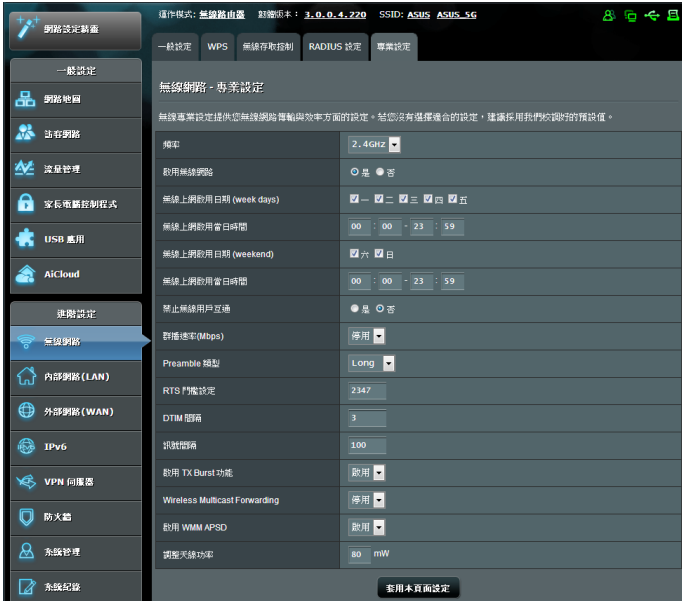 運作模式: 無線路由器 韌體版本: 3.0.0.4.220 SSID: ASUS ASUS_5G
網路設定精靈
一般設定 WPS 無線存取控制 RADIUS 設定 專業設定
一般設定
網路地圖
訪客網路
流量管理
家長電腦控制程式
USB 應用
AiCloud
進階設定
無線網路
內部網路(LAN)
外部網路(WAN)
IPv6
VPN 伺服器
防火牆
系統管理
系統紀錄
無線網路 - 專業設定
無線專業設定提供您無線網路傳輸與效率方面的設定。若您沒有選擇適合的設定，建議採用我們校調好的預設值。
頻率 2.4GHz
啟用無線網路 是 否
無線上網啟用日期 (week days) 一 二 三 四 五
無線上網啟用當日時間 00 : 00 - 23 : 59
無線上網啟用日期 (weekend) 六 日
無線上網啟用當日時間 00 : 00 - 23 : 59
禁止無線用戶互通 是 否
群播速率(Mbps) 停用
Preamble 類型 Long
RTS 門檻設定 2347
DTIM 間隔 3
訊號間隔 100
啟用 TX Burst 功能 啟用
Wireless Multicast Forwarding 停用
啟用 WMM APSD 啟用
調整天線功率 80 mW
套用本頁面設定